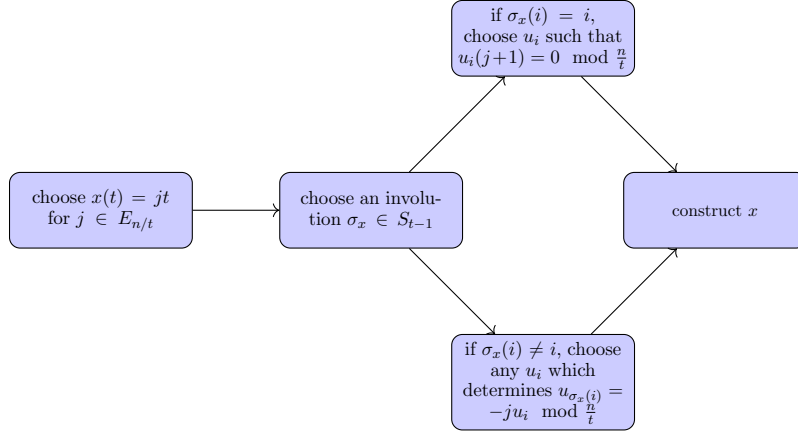 if σ_x(i) = i,
choose u_i such that
u_i(j+1) = 0 mod n/t
choose x(t) = jt
for j ∈ E_{n/t}
choose an involu-
tion σ_x ∈ S_{t−1}
construct x
if σ_x(i) ≠ i, choose
any u_i which
determines u_{σ_x(i)} =
−ju_i mod n/t